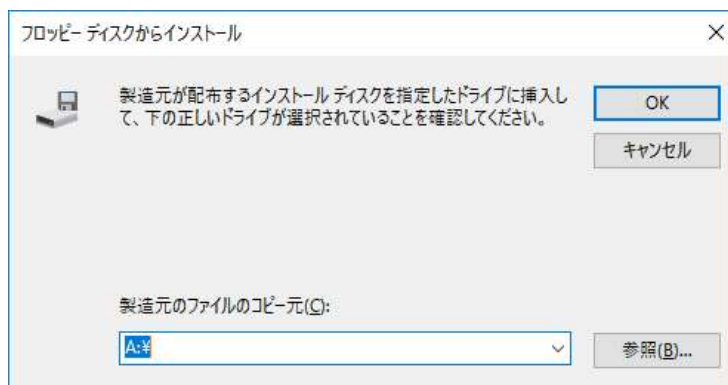 フロッピー ディスクからインストール
製造元が配布するインストール ディスクを指定したドライブに挿入し
て、下の正しいドライブが選択されていることを確認してください。
OK
キャンセル
製造元のファイルのコピー元(C):
A:¥
参照(B)...